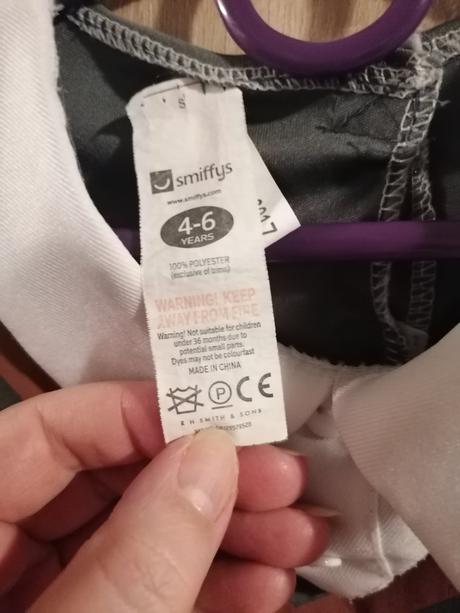 S
smiffys
www.smiffys.com
4-6
YEARS
100% POLYESTER
(exclusive of trims)
WARNING! KEEP
AWAY FROM FIRE
Warning! Not suitable for children
under 36 months due to
potential small parts.
Dyes may not be colourfast
MADE IN CHINA
P CE
R H SMITH & SONS